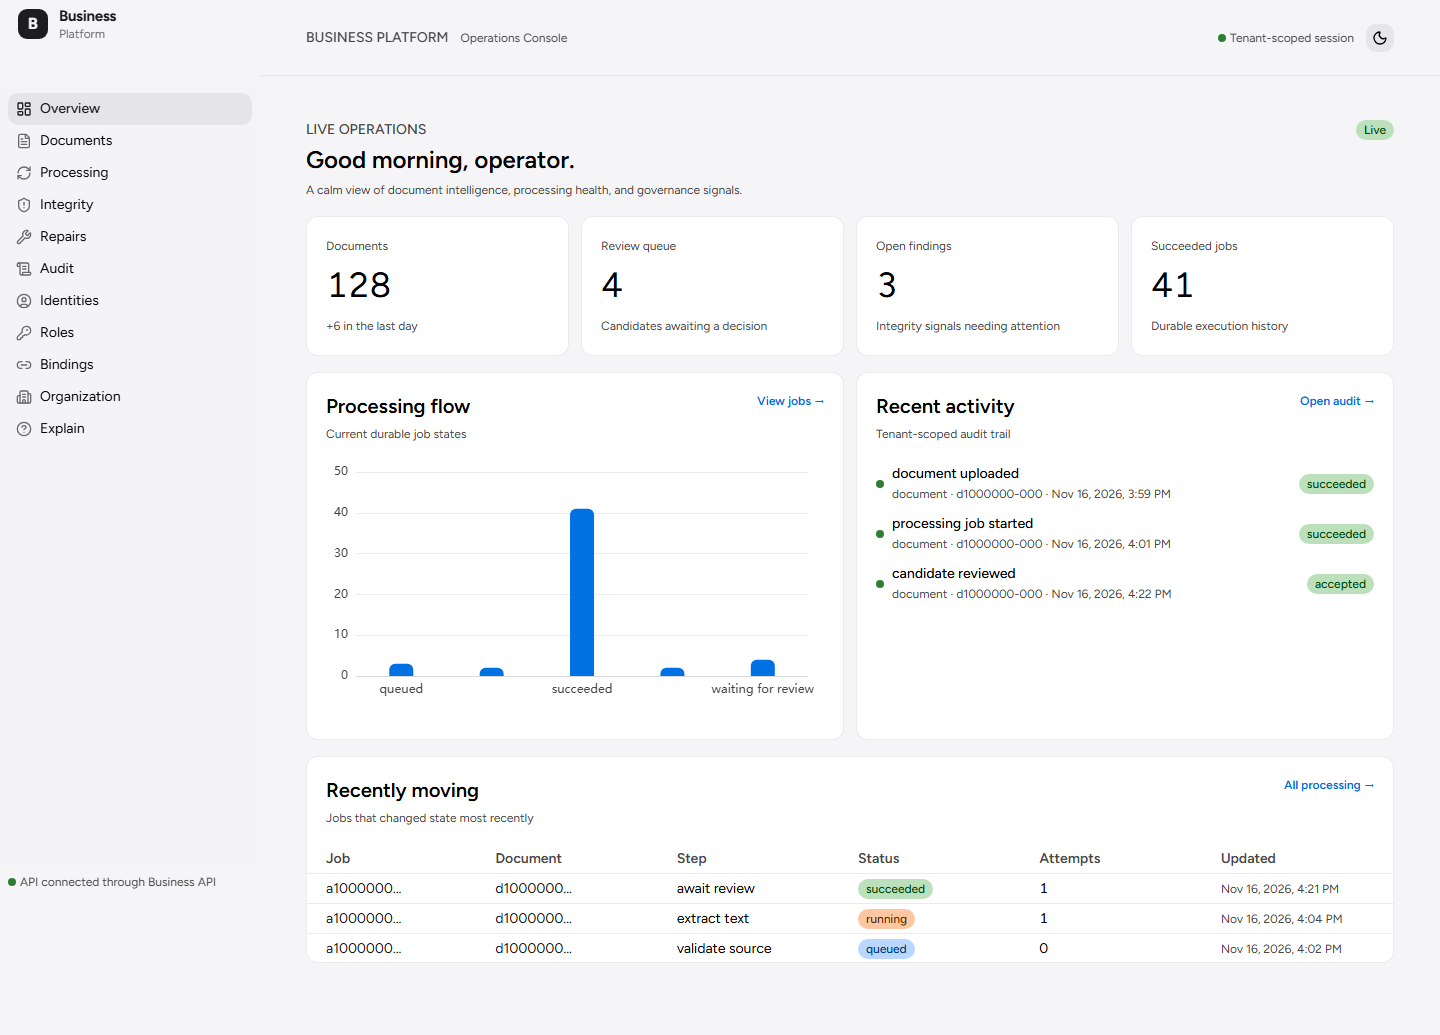 B
Business
Platform
BUSINESS PLATFORM Operations Console
Tenant-scoped session
Overview
Documents
Processing
Integrity
Repairs
Audit
Identities
Roles
Bindings
Organization
Explain
API connected through Business API
LIVE OPERATIONS
Live
Good morning, operator.
A calm view of document intelligence, processing health, and governance signals.
Documents
128
+6 in the last day
Review queue
4
Candidates awaiting a decision
Open findings
3
Integrity signals needing attention
Succeeded jobs
41
Durable execution history
Processing flow
View jobs →
Current durable job states
50
40
30
20
10
0
queued succeeded waiting for review
Recent activity
Open audit →
Tenant-scoped audit trail
document uploaded
document · d1000000-000 · Nov 16, 2026, 3:59 PM
succeeded
processing job started
document · d1000000-000 · Nov 16, 2026, 4:01 PM
succeeded
candidate reviewed
document · d1000000-000 · Nov 16, 2026, 4:22 PM
accepted
Recently moving
All processing →
Jobs that changed state most recently
Job Document Step Status Attempts Updated
a1000000... d1000000... await review succeeded 1 Nov 16, 2026, 4:21 PM
a1000000... d1000000... extract text running 1 Nov 16, 2026, 4:04 PM
a1000000... d1000000... validate source queued 0 Nov 16, 2026, 4:02 PM